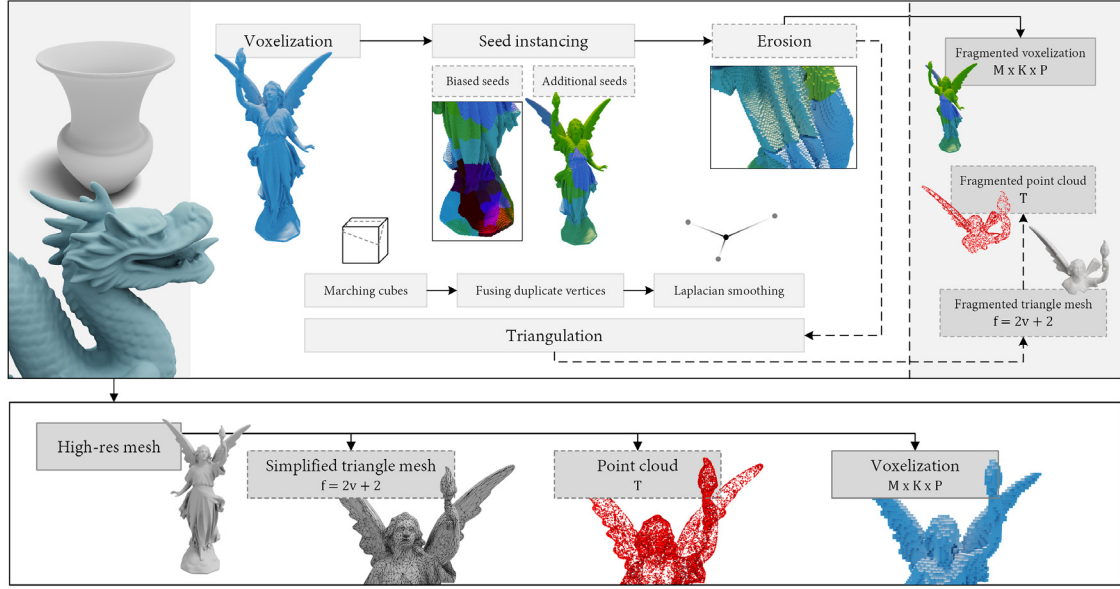 Voxelization
Seed instancing
Erosion
Biased seeds
Additional seeds
Fragmented voxelization
M x K x P
Fragmented point cloud
T
Marching cubes
Fusing duplicate vertices
Laplacian smoothing
Fragmented triangle mesh
f = 2v + 2
Triangulation
High-res mesh
Simplified triangle mesh
f = 2v + 2
Point cloud
T
Voxelization
M x K x P